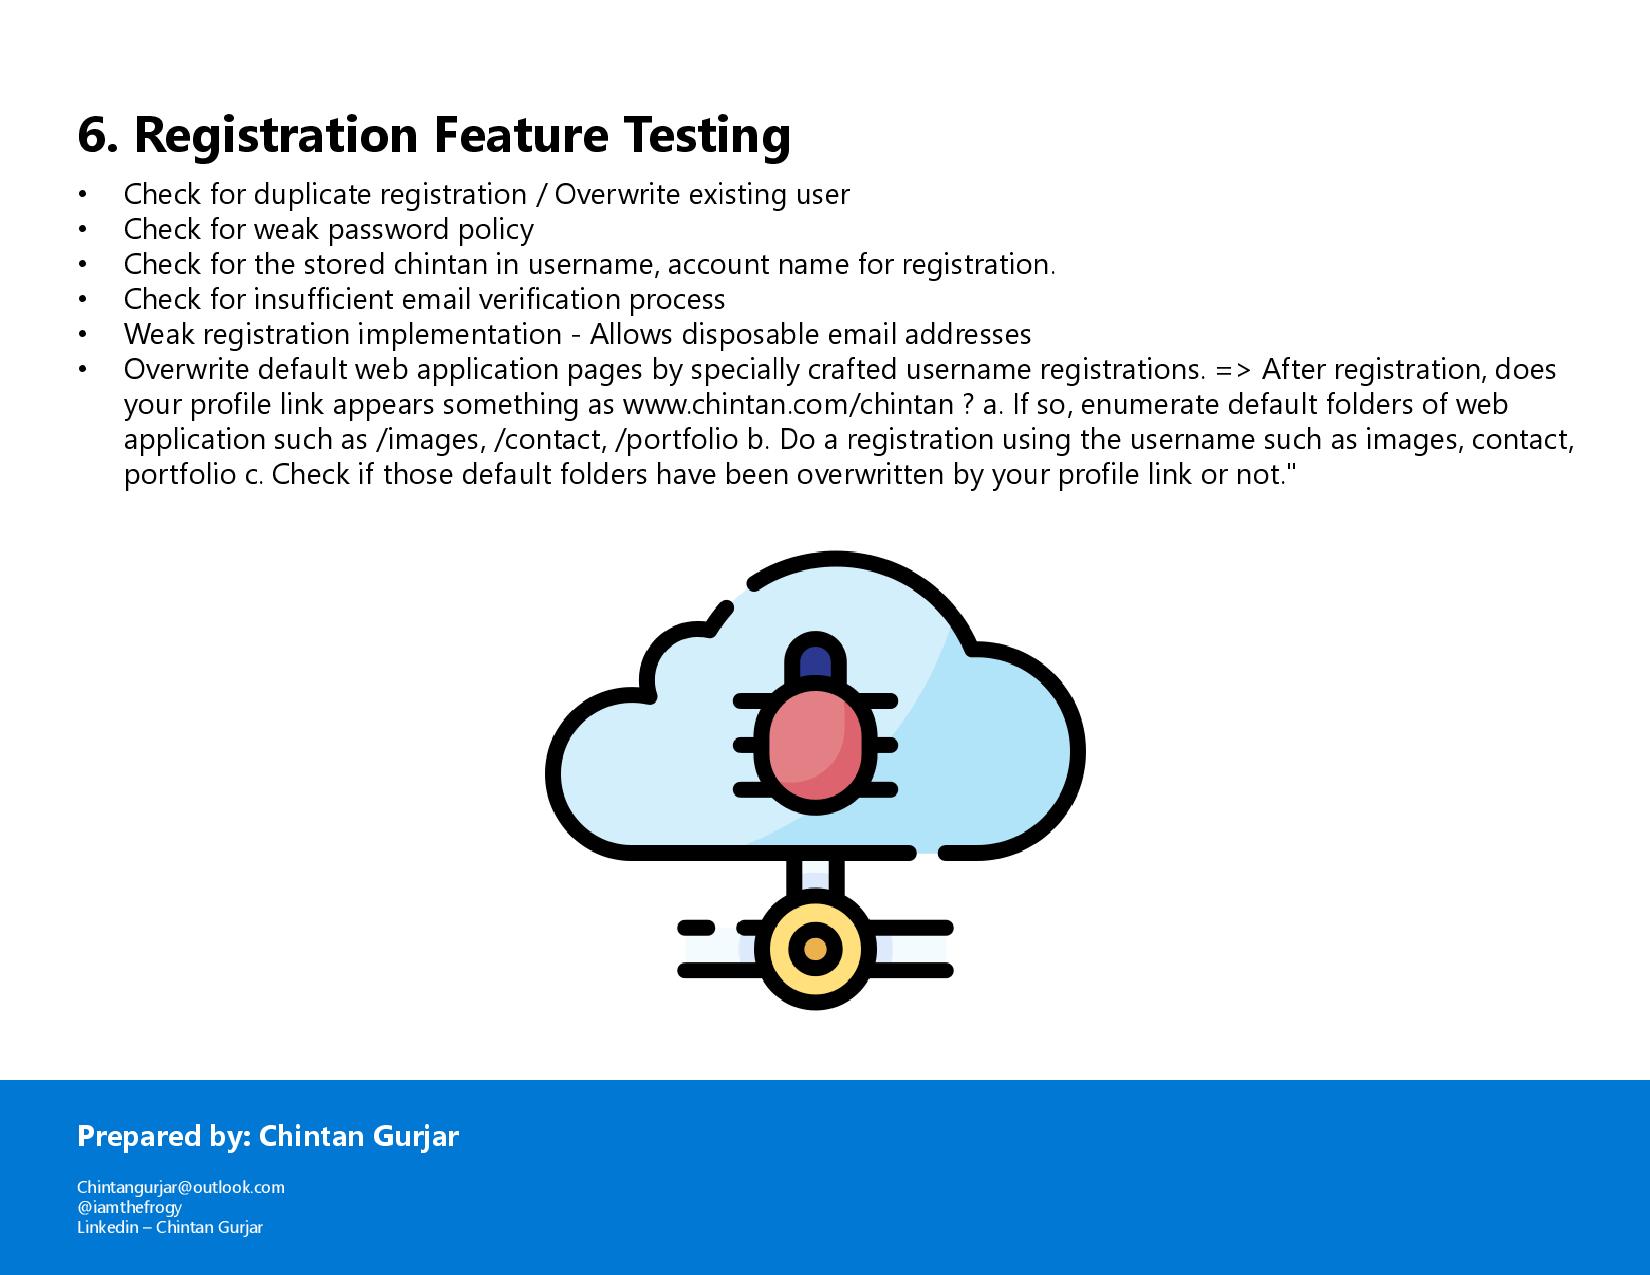 6. Registration Feature Testing
• Check for duplicate registration / Overwrite existing user
• Check for weak password policy
• Check for the stored chintan in username, account name for registration.
• Check for insufficient email verification process
• Weak registration implementation - Allows disposable email addresses
• Overwrite default web application pages by specially crafted username registrations. => After registration, does
your profile link appears something as www.chintan.com/chintan ? a. If so, enumerate default folders of web
application such as /images, /contact, /portfolio b. Do a registration using the username such as images, contact,
portfolio c. Check if those default folders have been overwritten by your profile link or not."
Prepared by: Chintan Gurjar
Chintangurjar@outlook.com
@iamthefrogy
Linkedin – Chintan Gurjar